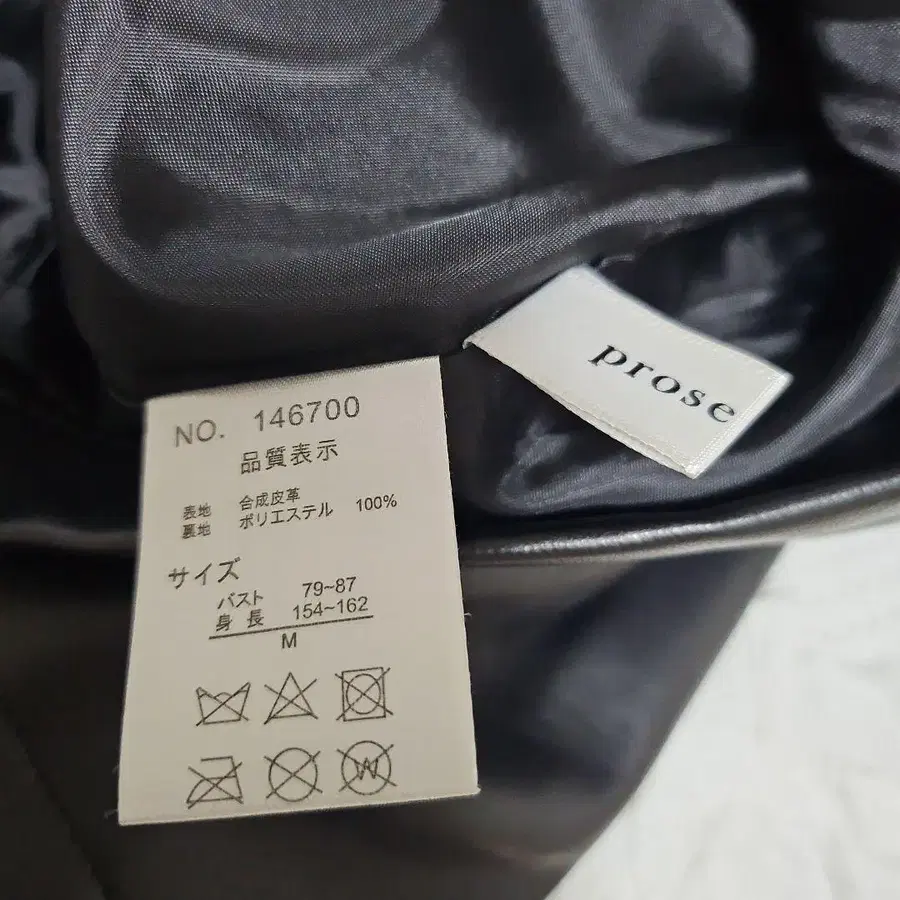 NO. 146700
品質表示
表地 合成皮革
裏地 ポリエステル 100%
サイズ
バスト 79~87
身長 154~162
M
W
prose